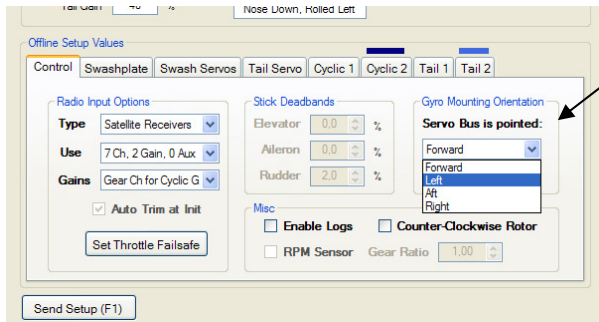 Tail Gain 40 %
Nose Down, Rolled Left
Offline Setup Values
Control Swashplate Swash Servos Tail Servo Cyclic 1 Cyclic 2 Tail 1 Tail 2
Radio Input Options
Type Satellite Receivers
Use 7 Ch, 2 Gain, 0 Aux
Gains Gear Ch for Cyclic G
Auto Trim at Init
Set Throttle Failsafe
Stick Deadbands
Elevator 0,0 %
Aileron 0,0 %
Rudder 2,0 %
Gyro Mounting Orientation
Servo Bus is pointed:
Forward
Forward
Left
Aft
Right
Misc
Enable Logs Counter-Clockwise Rotor
RPM Sensor Gear Ratio 1,00
Send Setup (F1)